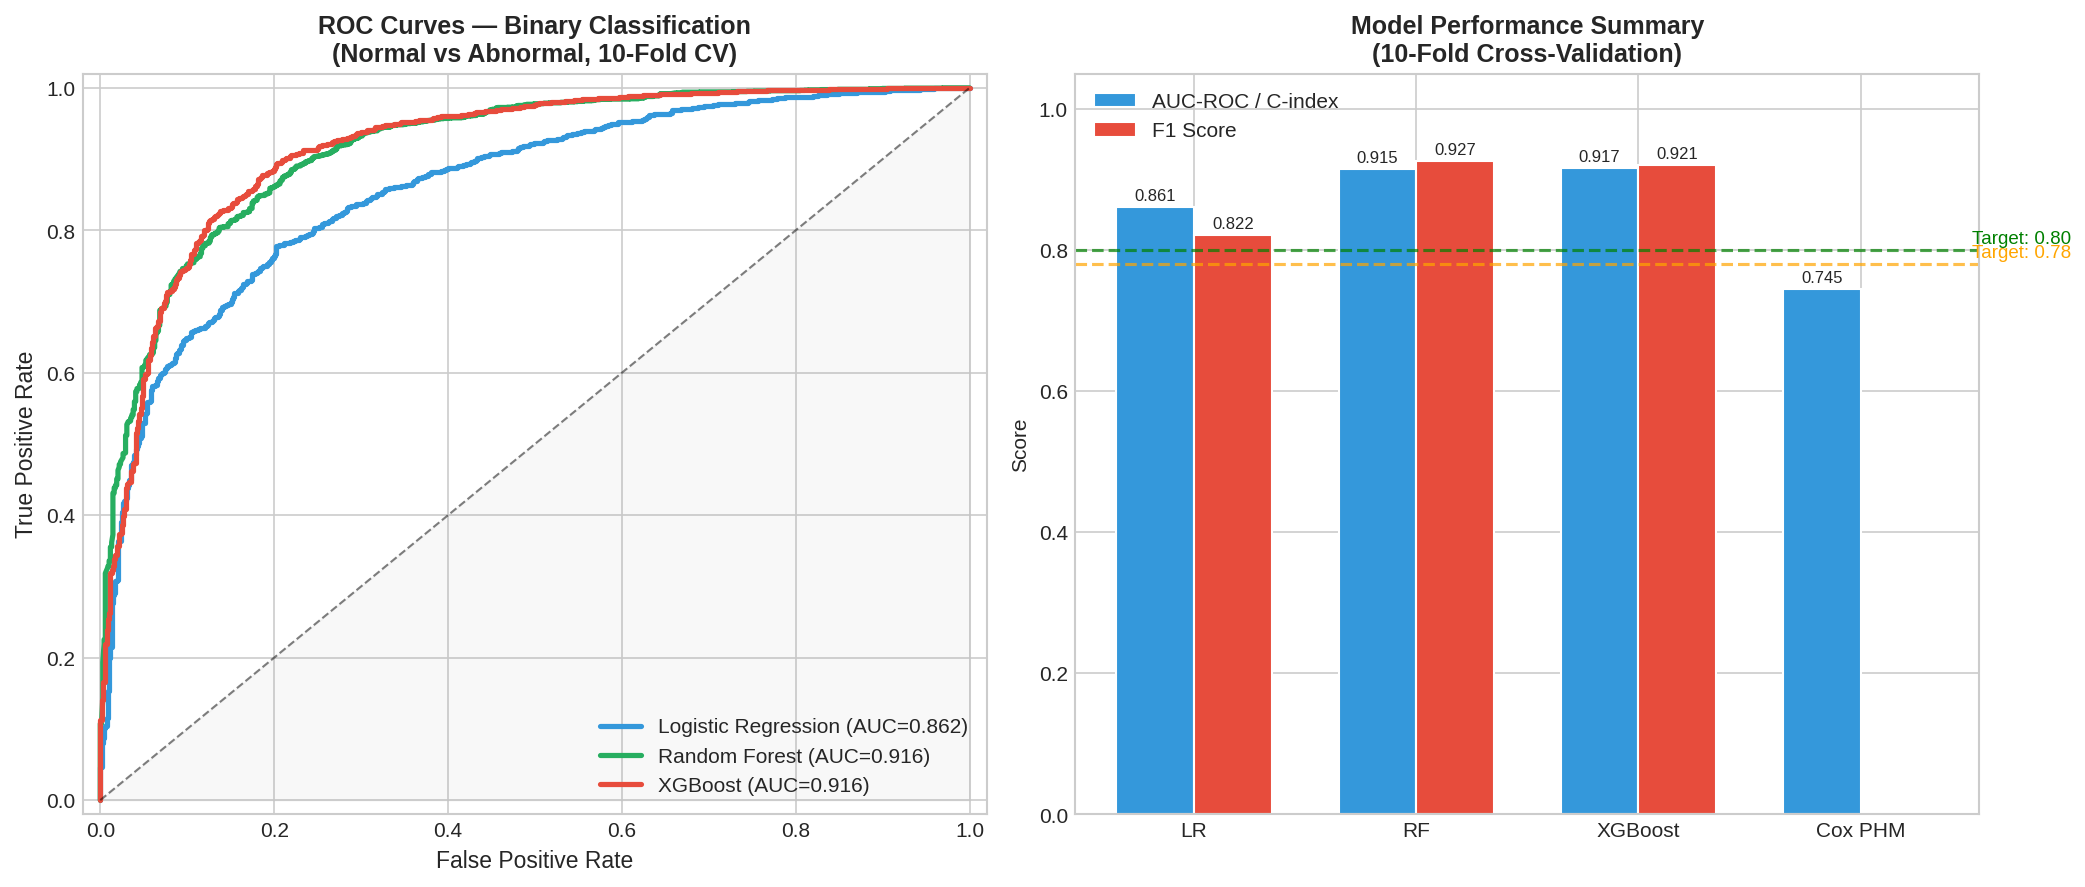 ROC Curves — Binary Classification
(Normal vs Abnormal, 10-Fold CV)
True Positive Rate
1.0
0.8
0.6
0.4
0.2
0.0
0.0
0.2
0.4
0.6
0.8
1.0
False Positive Rate
Logistic Regression (AUC=0.862)
Random Forest (AUC=0.916)
XGBoost (AUC=0.916)
Model Performance Summary
(10-Fold Cross-Validation)
Score
1.0
0.8
0.6
0.4
0.2
0.0
AUC-ROC / C-index
F1 Score
0.861
0.822
0.915
0.927
0.917
0.921
0.745
Target: 0.80
Target: 0.78
LR
RF
XGBoost
Cox PHM